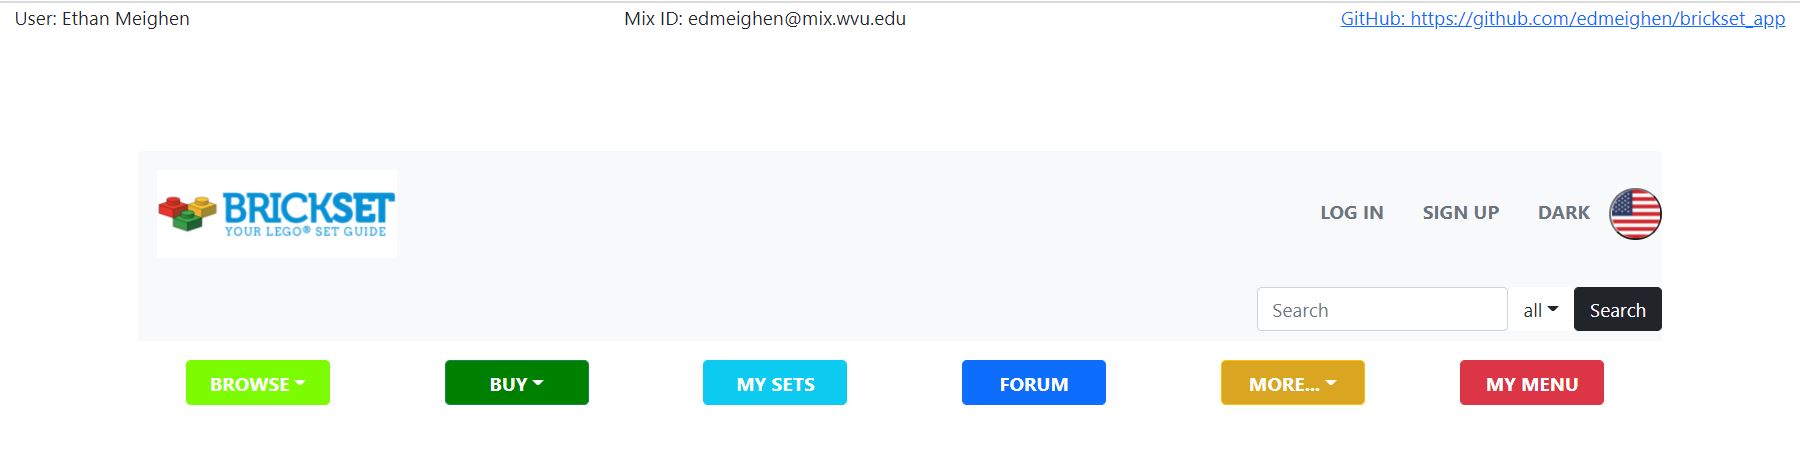 User: Ethan Meighen Mix ID: edmeighen@mix.wvu.edu GitHub: https://github.com/edmeighen/brickset_app
BRICKSET
YOUR LEGO® SET GUIDE
LOG IN SIGN UP DARK
Search all Search
BROWSE BUY MY SETS FORUM MORE... MY MENU